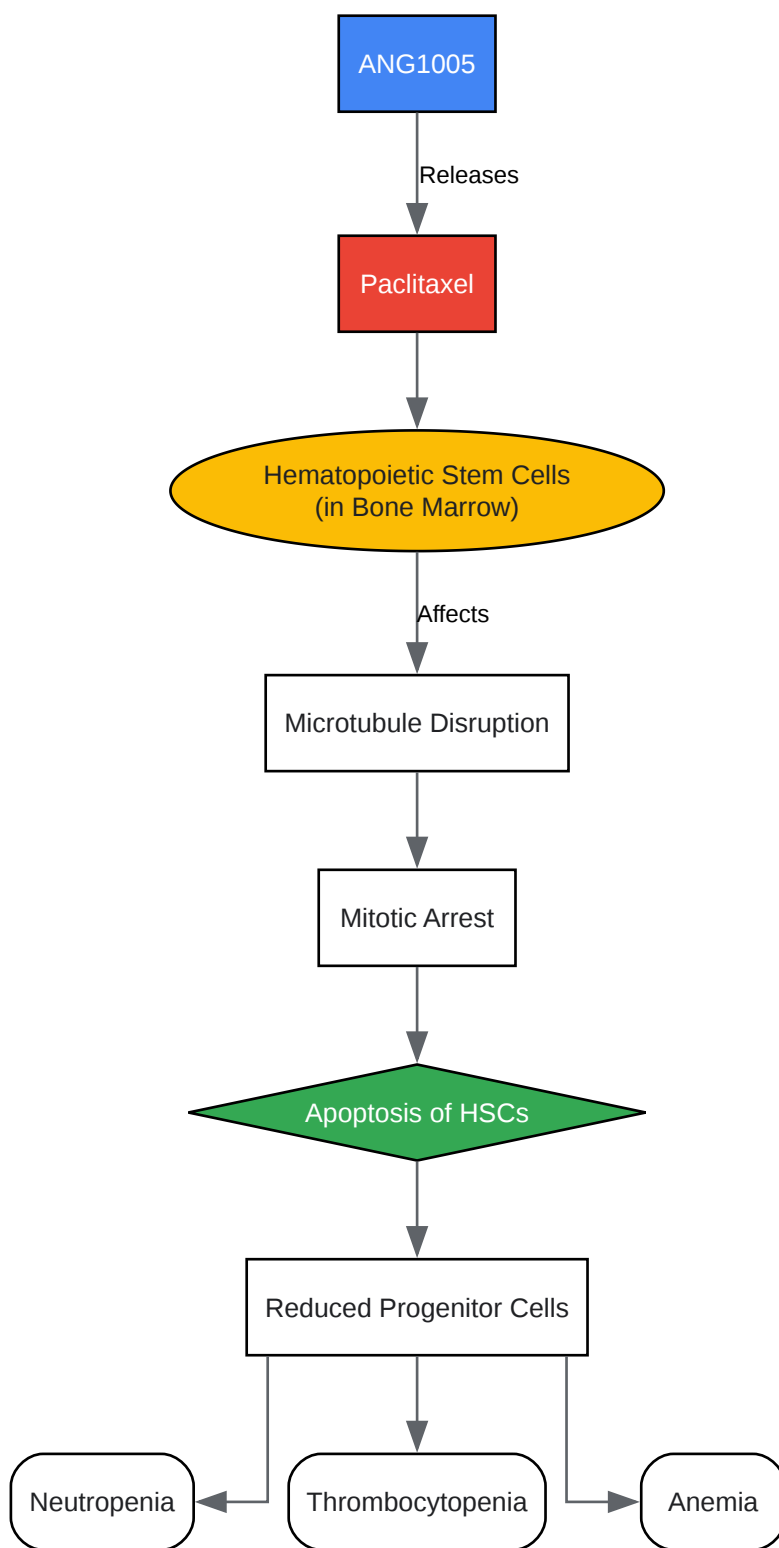 ANG1005
Releases
Paclitaxel
Hematopoietic Stem Cells
(in Bone Marrow)
Affects
Microtubule Disruption
Mitotic Arrest
Apoptosis of HSCs
Reduced Progenitor Cells
Neutropenia
Thrombocytopenia
Anemia